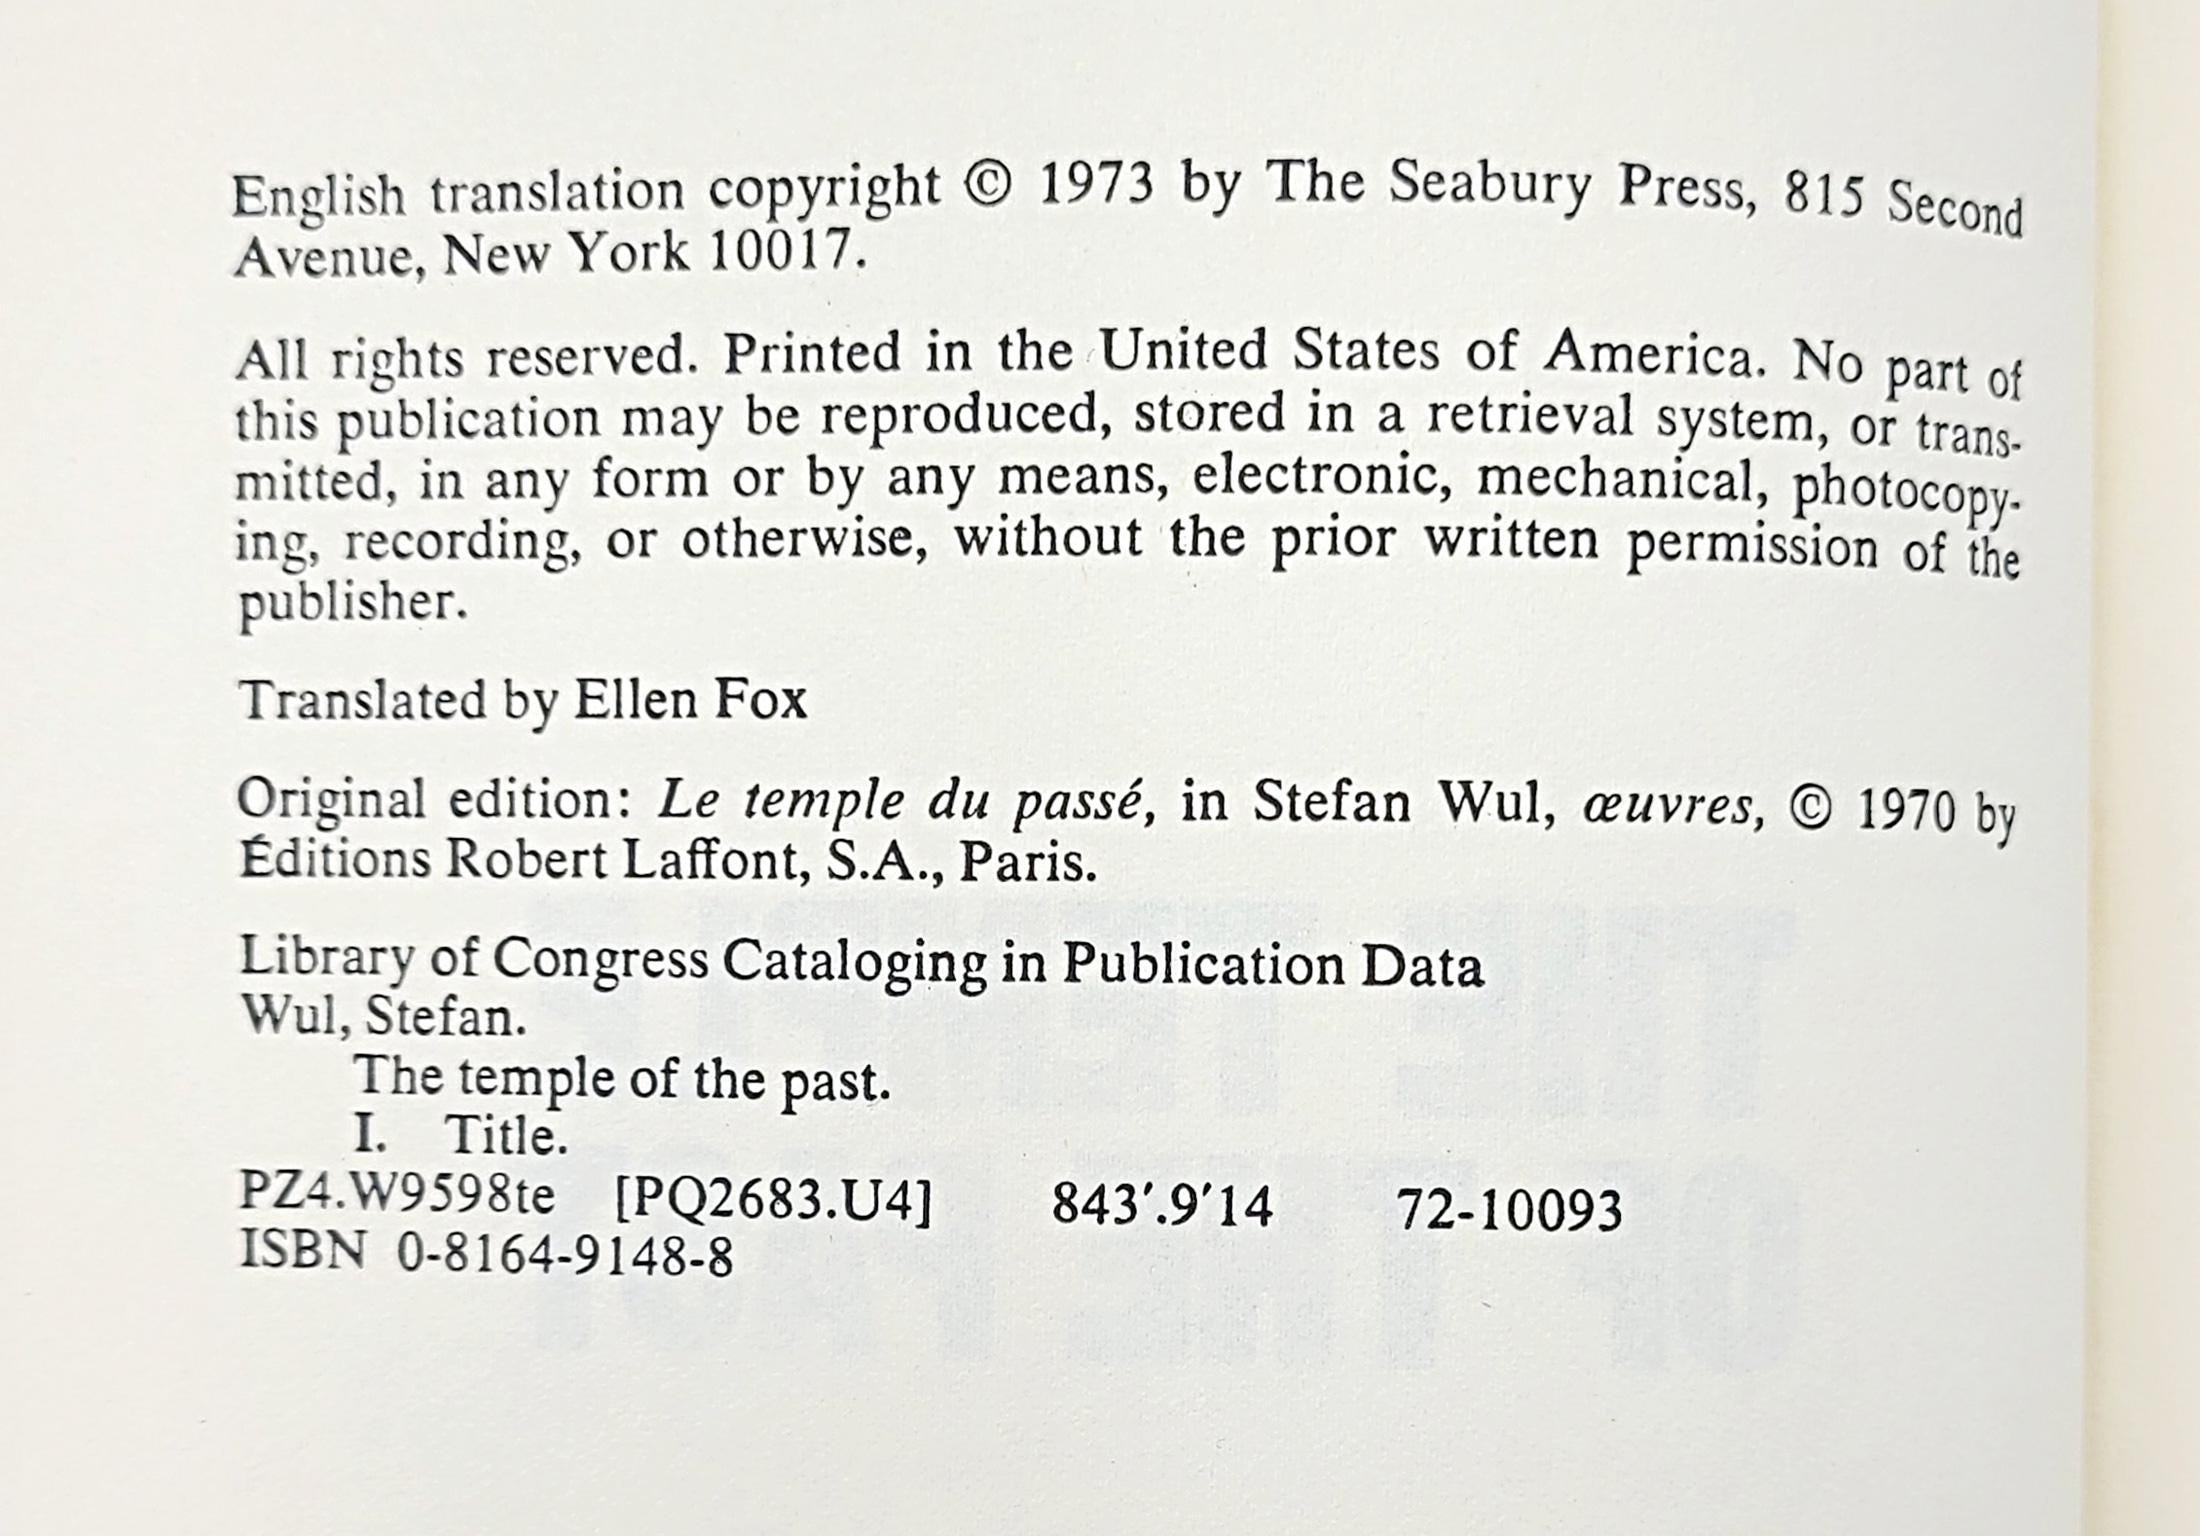 English translation copyright © 1973 by The Seabury Press, 815 Second
Avenue, New York 10017.
All rights reserved. Printed in the United States of America. No part of
this publication may be reproduced, stored in a retrieval system, or trans-
mitted, in any form or by any means, electronic, mechanical, photocopy-
ing, recording, or otherwise, without the prior written permission of the
publisher.
Translated by Ellen Fox
Original edition: Le temple du passé, in Stefan Wul, œuvres, © 1970 by
Éditions Robert Laffont, S.A., Paris.
Library of Congress Cataloging in Publication Data
Wul, Stefan.
The temple of the past.
I. Title.
PZ4.W9598te [PQ2683.U4] 843′.9′14 72-10093
ISBN 0-8164-9148-8